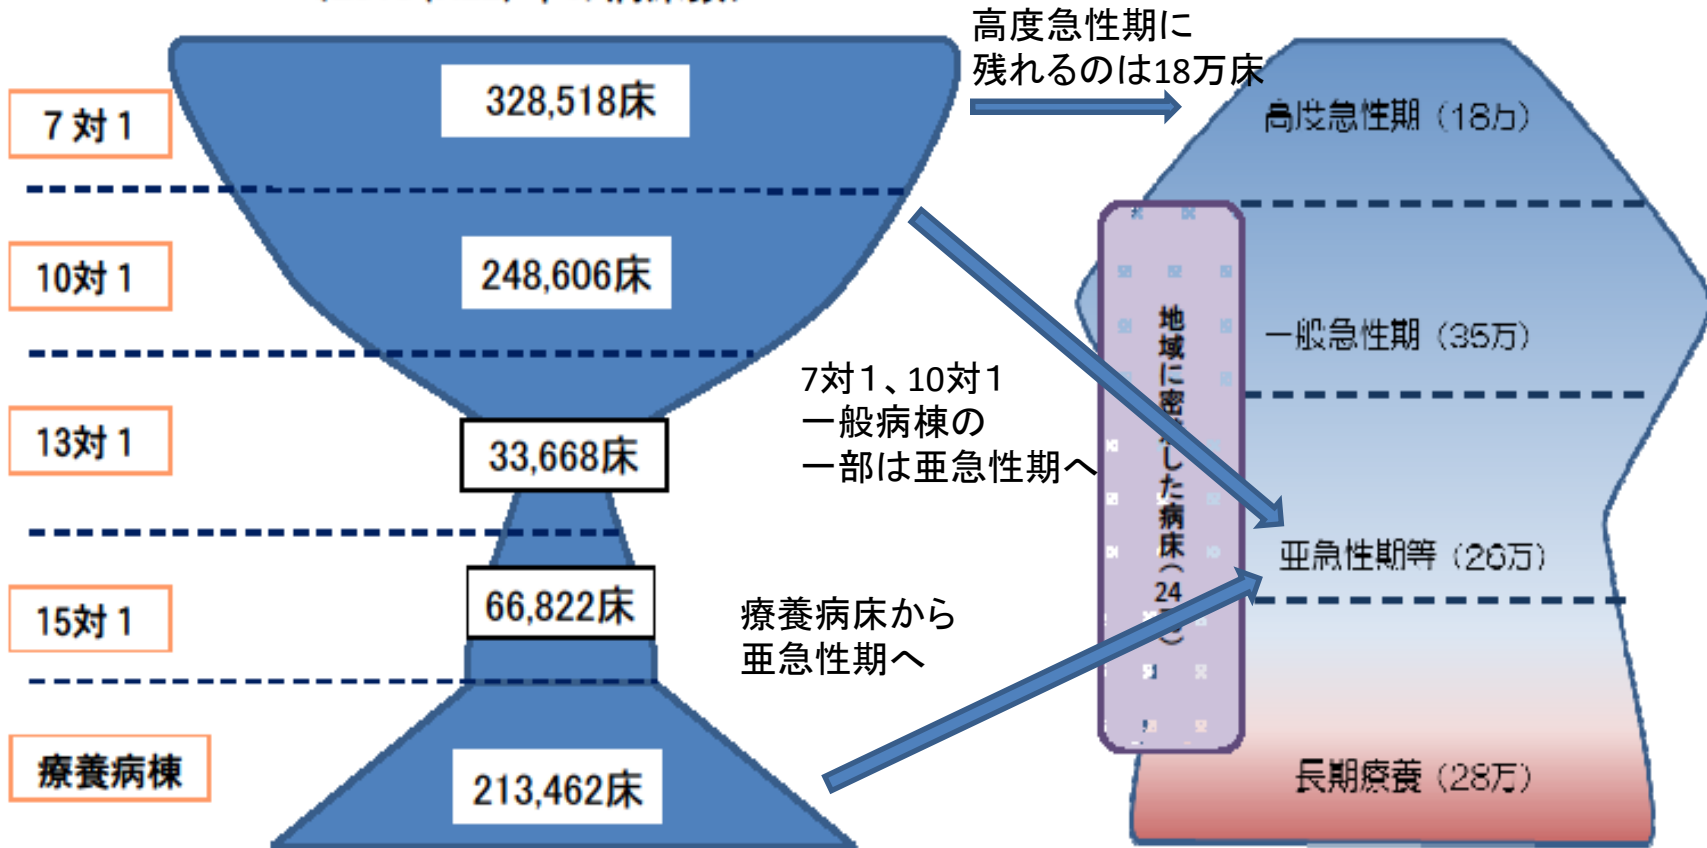 高度急性期に
残れるのは18万床
7対1
328,518床
高度急性期（18万）
10対1
248,606床
一般急性期（35万）
7対1、10対1
一般病棟の
一部は亜急性期へ
13対1
33,668床
亜急性期等（26万）
15対1
66,822床
療養病床から
亜急性期へ
療養病棟
213,462床
長期療養（28万）